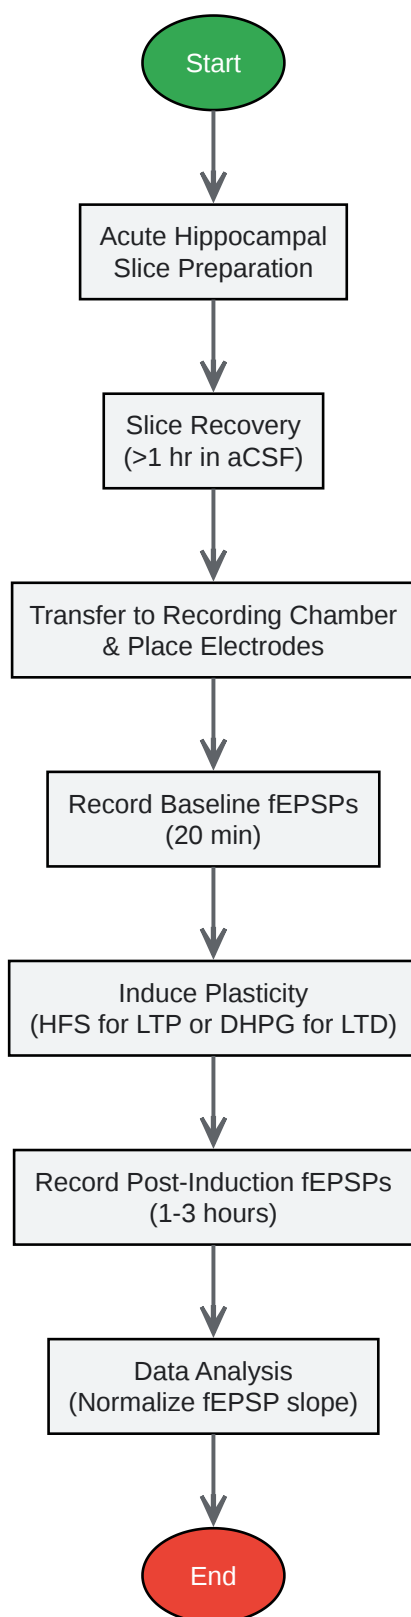 Start
Acute Hippocampal
Slice Preparation
Slice Recovery
(>1 hr in aCSF)
Transfer to Recording Chamber
& Place Electrodes
Record Baseline fEPSPs
(20 min)
Induce Plasticity
(HFS for LTP or DHPG for LTD)
Record Post-Induction fEPSPs
(1-3 hours)
Data Analysis
(Normalize fEPSP slope)
End